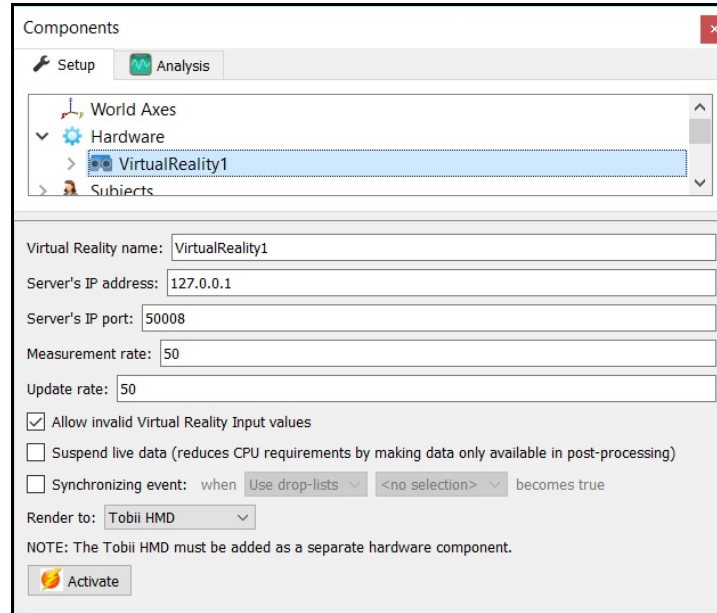 Components
Setup Analysis
World Axes
Hardware
VirtualReality1
Subjects
Virtual Reality name: VirtualReality1
Server's IP address: 127.0.0.1
Server's IP port: 50008
Measurement rate: 50
Update rate: 50
Allow invalid Virtual Reality Input values
Suspend live data (reduces CPU requirements by making data only available in post-processing)
Synchronizing event: when Use drop-lists <no selection> becomes true
Render to: Tobii HMD
NOTE: The Tobii HMD must be added as a separate hardware component.
Activate